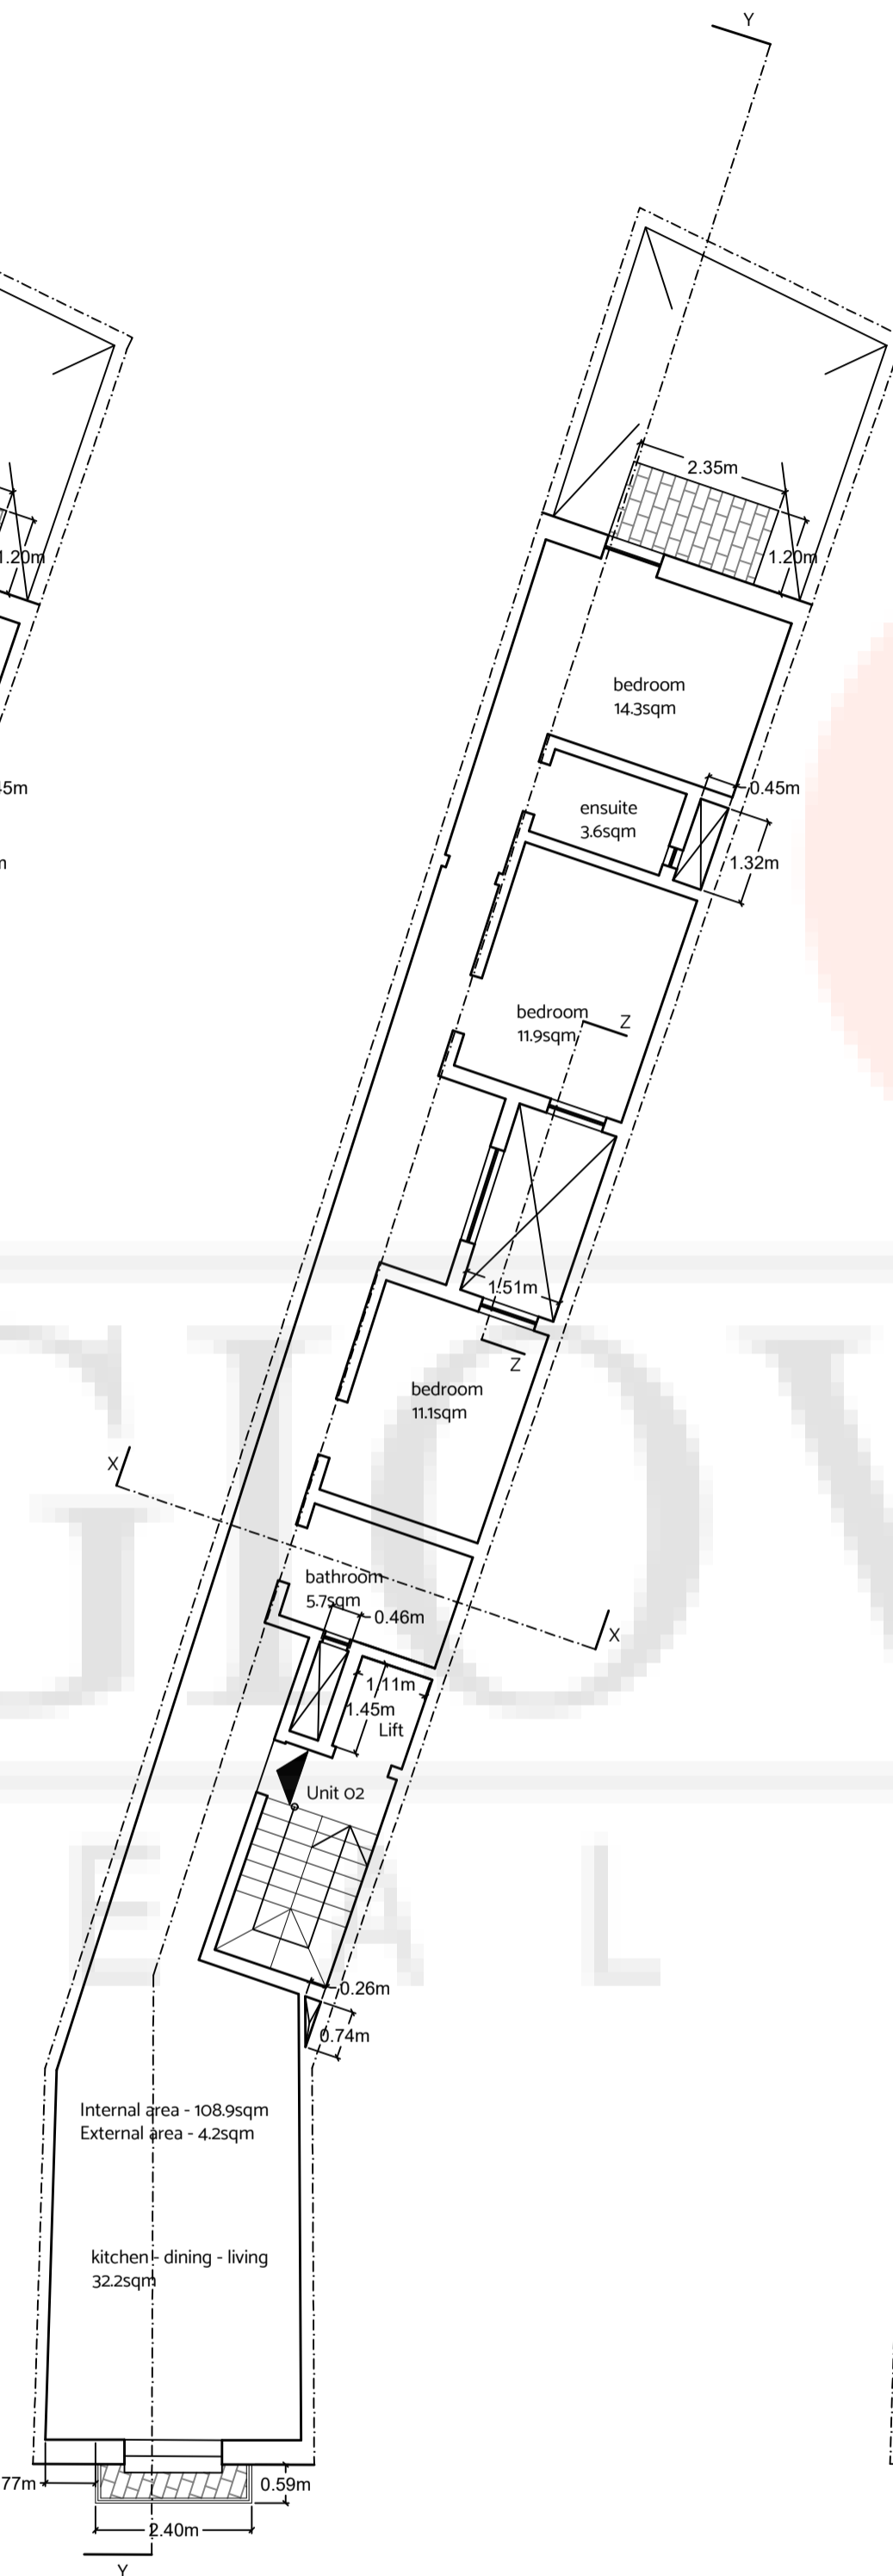 Y
2.35m
1.20m
1.20m
bedroom
14.3sqm
0.45m
ensuite
3.6sqm
1.32m
bedroom
11.9sqm
Z
1.51m
Z
bedroom
11.1sqm
X
bathroom
5.7sqm
0.46m
X
1.11m
1.45m
Lift
Unit 02
0.26m
0.74m
Internal area - 108.9sqm
External area - 4.2sqm
kitchen - dining - living
32.2sqm
77m
0.59m
2.40m
Y
GIOV
E A L